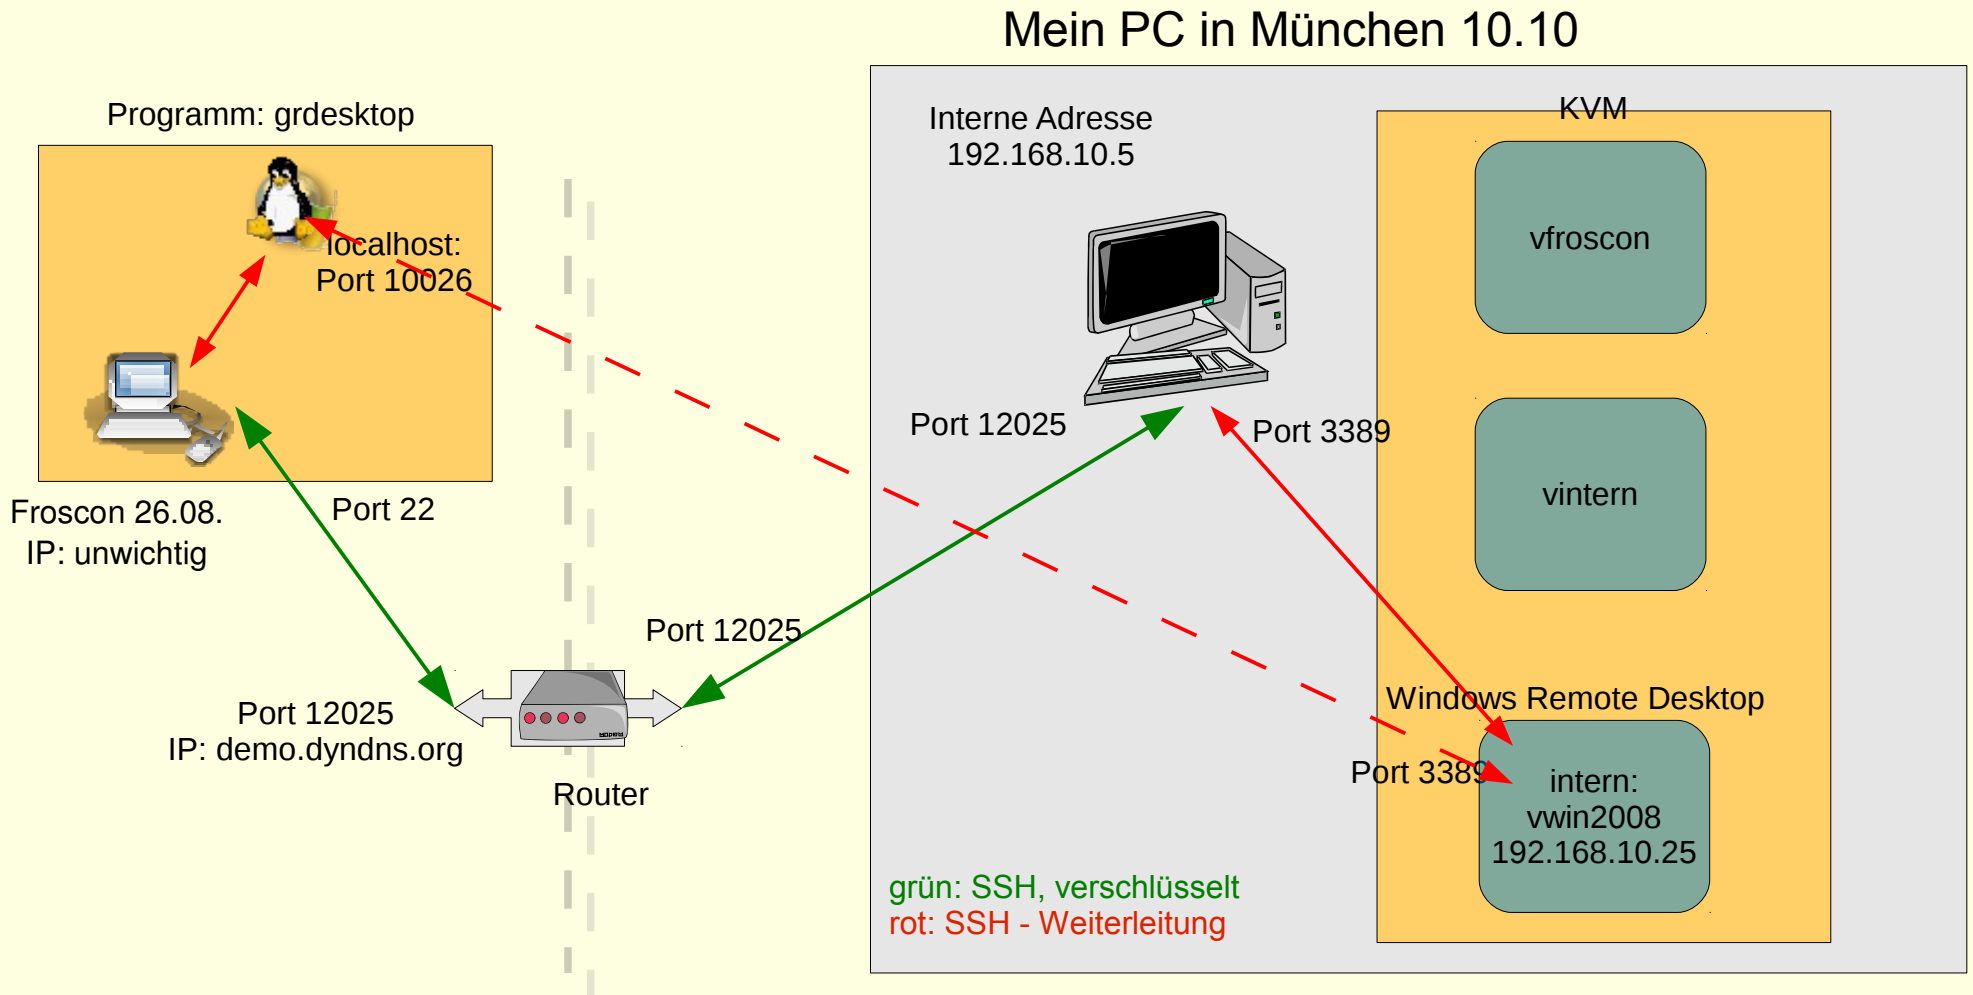 Mein PC in München 10.10
Programm: grdesktop
localhost:
Port 10026
Froscon 26.08.
IP: unwichtig
Port 22
Port 12025
IP: demo.dyndns.org
Router
Port 12025
Interne Adresse
192.168.10.5
Port 12025
Port 3389
KVM
vfroscon
vintern
Windows Remote Desktop
Port 3389
intern:
vwin2008
192.168.10.25
grün: SSH, verschlüsselt
rot: SSH - Weiterleitung